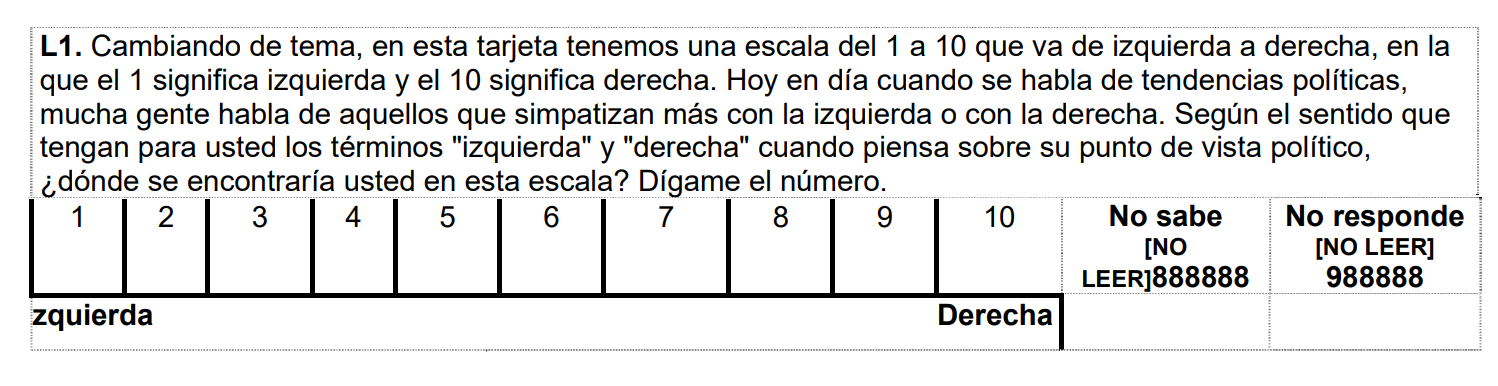 L1. Cambiando de tema, en esta tarjeta tenemos una escala del 1 a 10 que va de izquierda a derecha, en la
que el 1 significa izquierda y el 10 significa derecha. Hoy en día cuando se habla de tendencias políticas,
mucha gente habla de aquellos que simpatizan más con la izquierda o con la derecha. Según el sentido que
tengan para usted los términos "izquierda" y "derecha" cuando piensa sobre su punto de vista político,
¿dónde se encontraría usted en esta escala? Dígame el número.
1 2 3 4 5 6 7 8 9 10 No sabe No responde
[NO [NO LEER]
LEER]888888 988888
zquierda Derecha